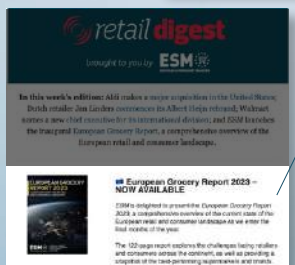 retail digest
brought to you by ESM
In this week's edition: Aldi makes a major acquisition in the United States;
Dutch retailer Jan Linders commences its Albert Heijn rebrand; Walmart
names a new chief executive for its international division; and ESM launches
the inaugural European Grocery Report, a comprehensive overview of the
European retail and consumer landscape.
EUROPEAN GROCERY
REPORT 2023
ESM
European Grocery Report 2023 –
NOW AVAILABLE
ESM is delighted to present the European Grocery Report
2023, a comprehensive overview of the current state of the
European retail and consumer landscape as we enter the
final months of the year.
The 122-page report explores the challenges facing retailers
and consumers across the continent, as well as providing a
snapshot of the best-performing supermarkets and brands